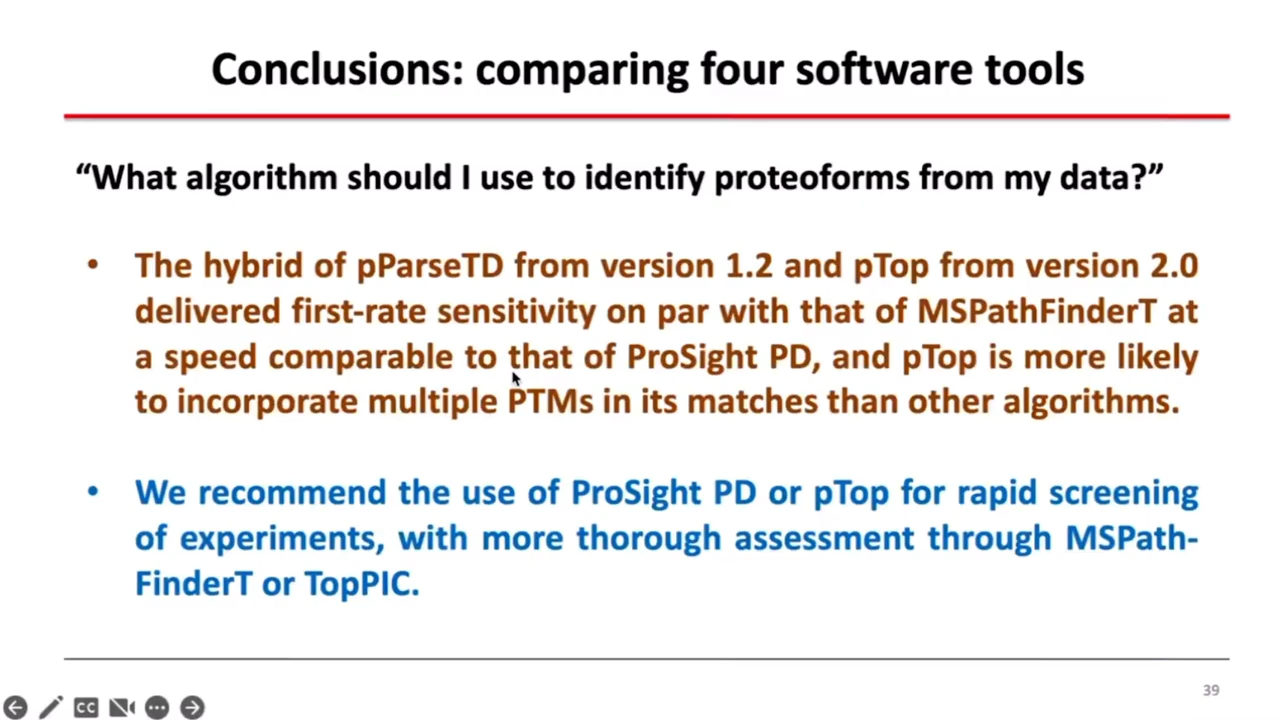 Conclusions: comparing four software tools
“What algorithm should I use to identify proteoforms from my data?”
• The hybrid of pParseTD from version 1.2 and pTop from version 2.0
delivered first-rate sensitivity on par with that of MSPathFinderT at
a speed comparable to that of ProSight PD, and pTop is more likely
to incorporate multiple PTMs in its matches than other algorithms.
• We recommend the use of ProSight PD or pTop for rapid screening
of experiments, with more thorough assessment through MSPath-
FinderT or TopPIC.
39
CC